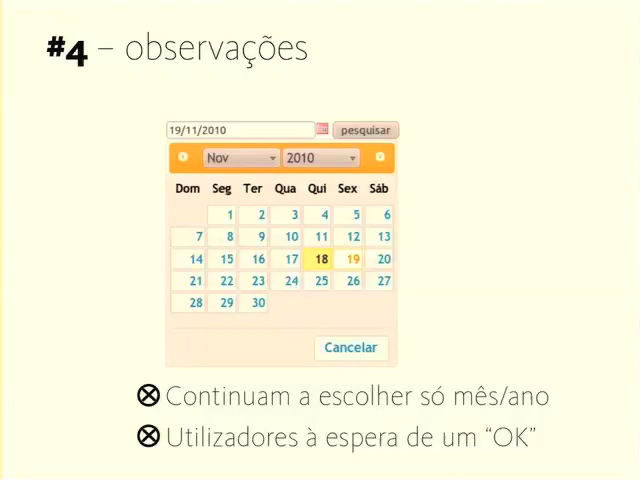 #4 – observações
19/11/2010 pesquisar
Nov 2010
Dom Seg Ter Qua Qui Sex Sáb
1 2 3 4 5 6
7 8 9 10 11 12 13
14 15 16 17 18 19 20
21 22 23 24 25 26 27
28 29 30
Cancelar
Continuam a escolher só mês/ano
Utilizadores à espera de um “OK”